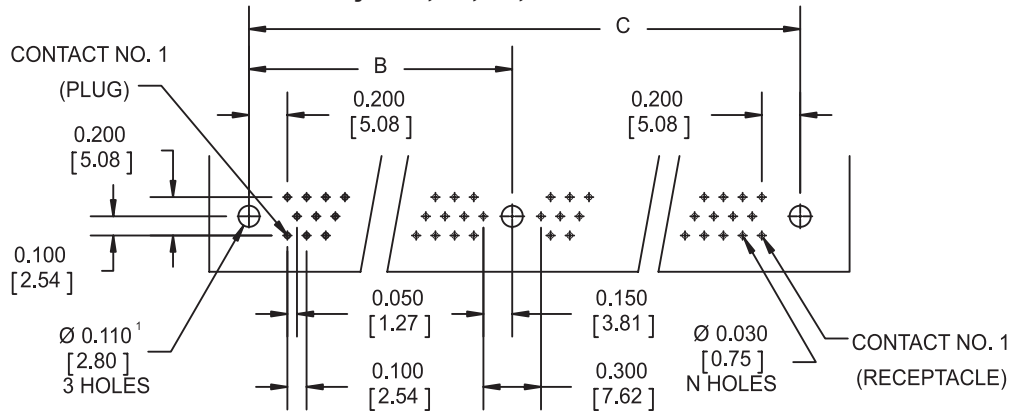 C
CONTACT NO. 1
(PLUG)
B
0.200
[5.08]
0.200
[5.08]
0.200
[5.08]
0.100
[2.54]
0.050
[1.27]
0.150
[3.81]
Ø 0.110¹
[2.80]
3 HOLES
0.100
[2.54]
0.300
[7.62]
Ø 0.030
[0.75]
N HOLES
CONTACT NO. 1
(RECEPTACLE)